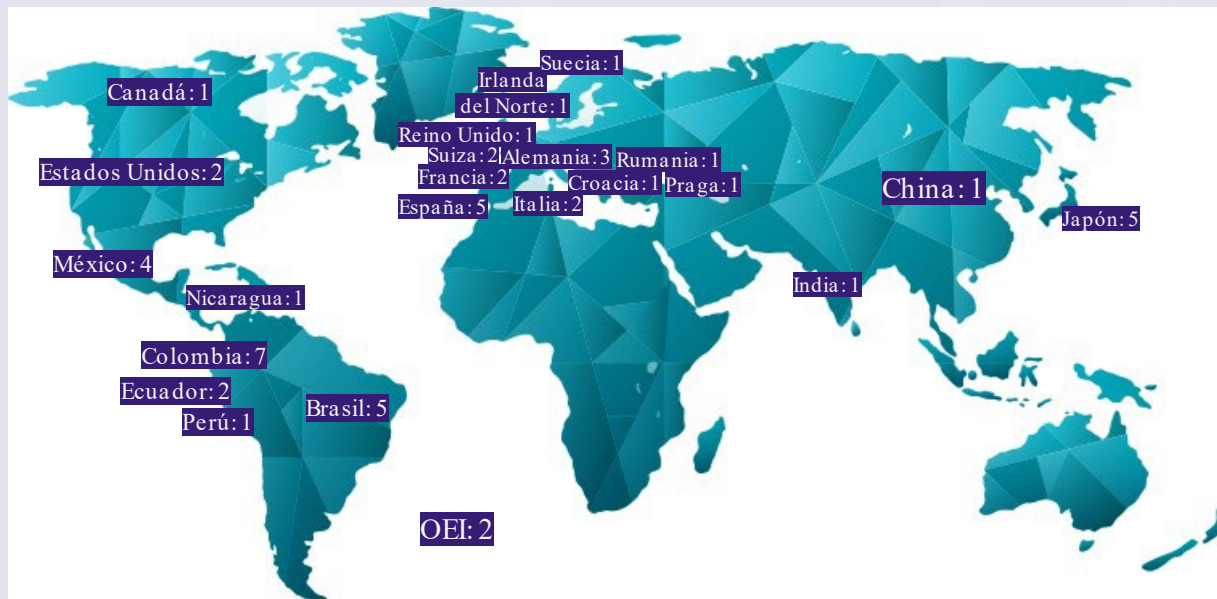 Suecia: 1
Irlanda
del Norte: 1
Canadá: 1
Reino Unido: 1
Suiza: 2
Alemania: 3
Rumania: 1
Estados Unidos: 2
Francia: 2
Croacia: 1
Praga: 1
China: 1
España: 5
Italia: 2
Japón: 5
México: 4
Nicaragua: 1
India: 1
Colombia: 7
Ecuador: 2
Brasil: 5
Perú: 1
OEI: 2